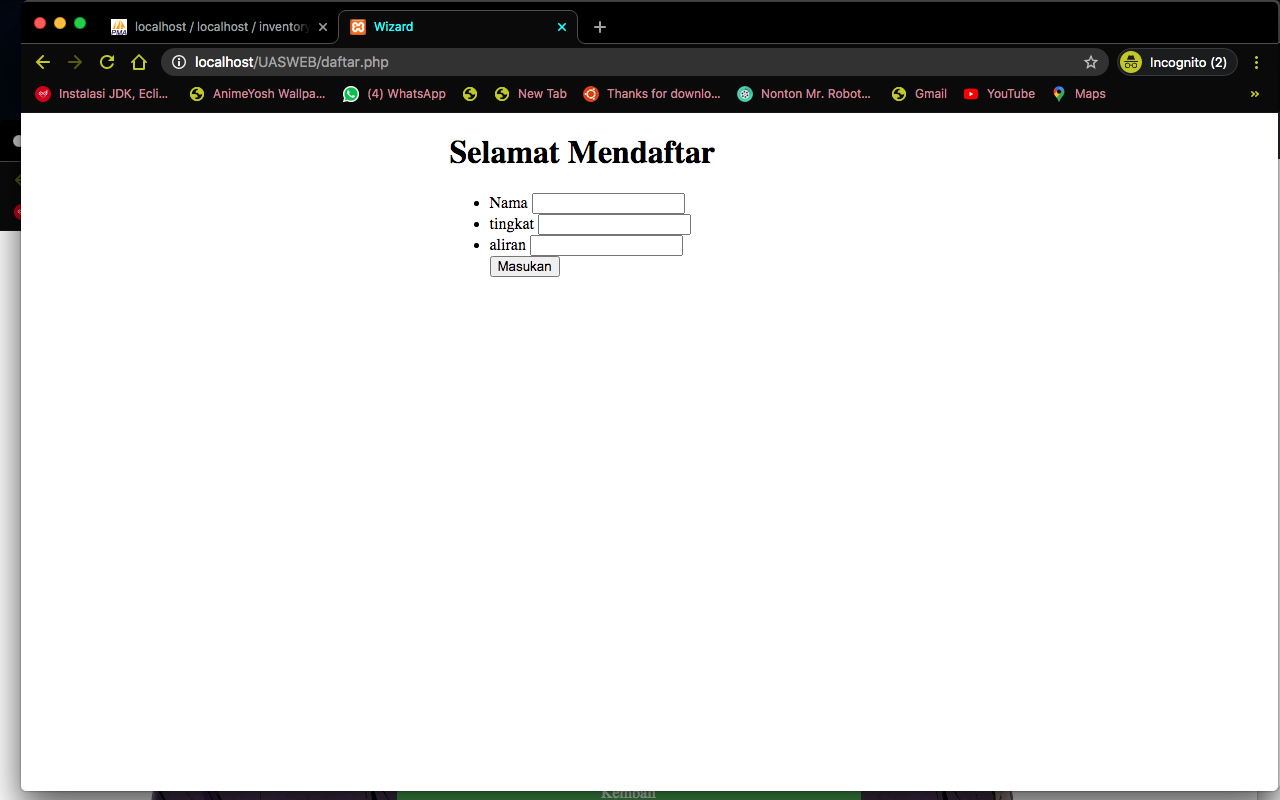 localhost / localhost / inventory
Wizard
localhost/UASWEB/daftar.php
Incognito (2)
Instalasi JDK, Ecli...
AnimeYosh Wallpa...
(4) WhatsApp
New Tab
Thanks for downlo...
Nonton Mr. Robot...
Gmail
YouTube
Maps
»
Selamat Mendaftar
Nama
tingkat
aliran
Masukan
Kembali